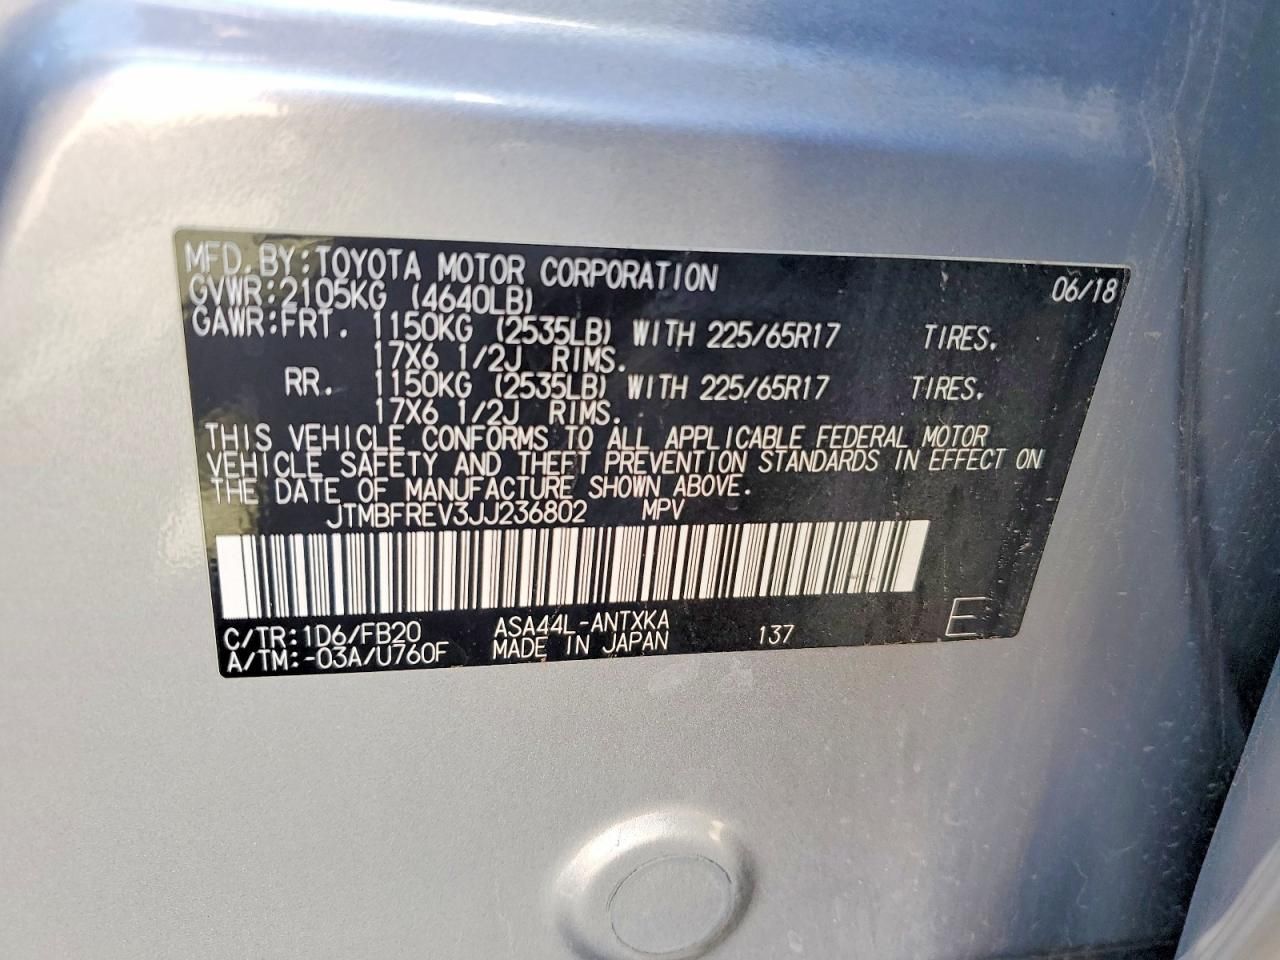 MFD. BY: TOYOTA MOTOR CORPORATION 06/18
GVWR: 2105KG (4640LB)
GAWR: FRT. 1150KG (2535LB) WITH 225/65R17 TIRES.
17X6 1/2J RIMS.
RR. 1150KG (2535LB) WITH 225/65R17 TIRES.
17X6 1/2J RIMS.
THIS VEHICLE CONFORMS TO ALL APPLICABLE FEDERAL MOTOR
VEHICLE SAFETY AND THEFT PREVENTION STANDARDS IN EFFECT ON
THE DATE OF MANUFACTURE SHOWN ABOVE.
JTMBFREV3JJ236802 MPV
C/TR: 1D6/FB20 ASA44L-ANTXKA 137 E
A/TM: -03A/U760F MADE IN JAPAN